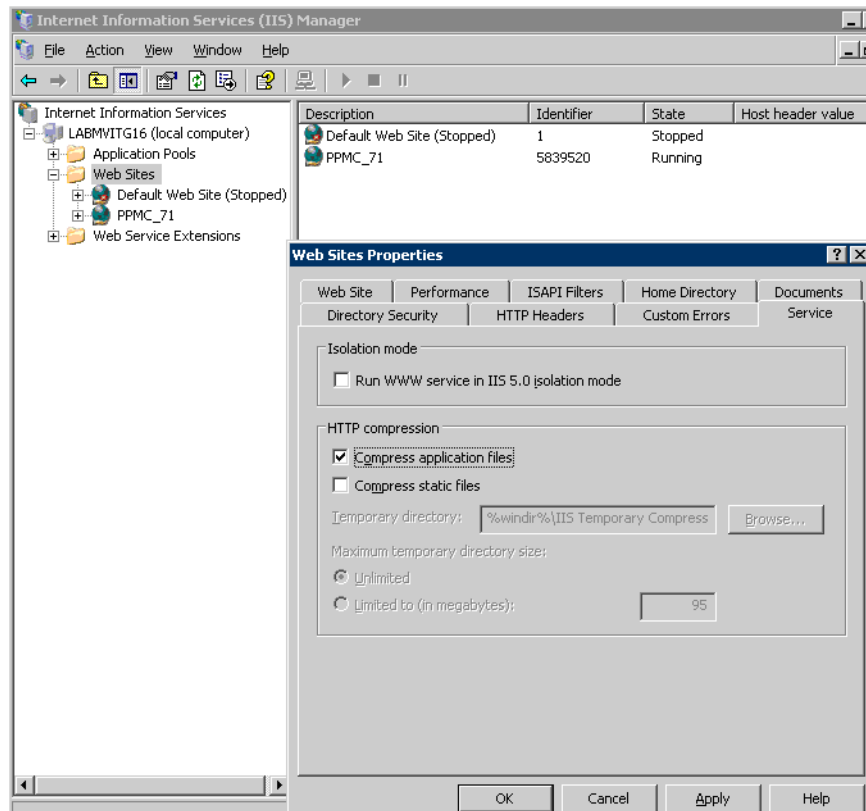 Internet Information Services (IIS) Manager
File Action View Window Help
Internet Information Services
LABMVITG16 (local computer)
Application Pools
Web Sites
Default Web Site (Stopped)
PPMC_71
Web Service Extensions
Description Identifier State Host header value
Default Web Site (Stopped) 1 Stopped
PPMC_71 5839520 Running
Web Sites Properties
Web Site Performance ISAPI Filters Home Directory Documents
Directory Security HTTP Headers Custom Errors Service
Isolation mode
Run WWW service in IIS 5.0 isolation mode
HTTP compression
Compress application files
Compress static files
Temporary directory: %windir%\IIS Temporary Compress Browse...
Maximum temporary directory size:
Unlimited
Limited to (in megabytes): 95
OK Cancel Apply Help